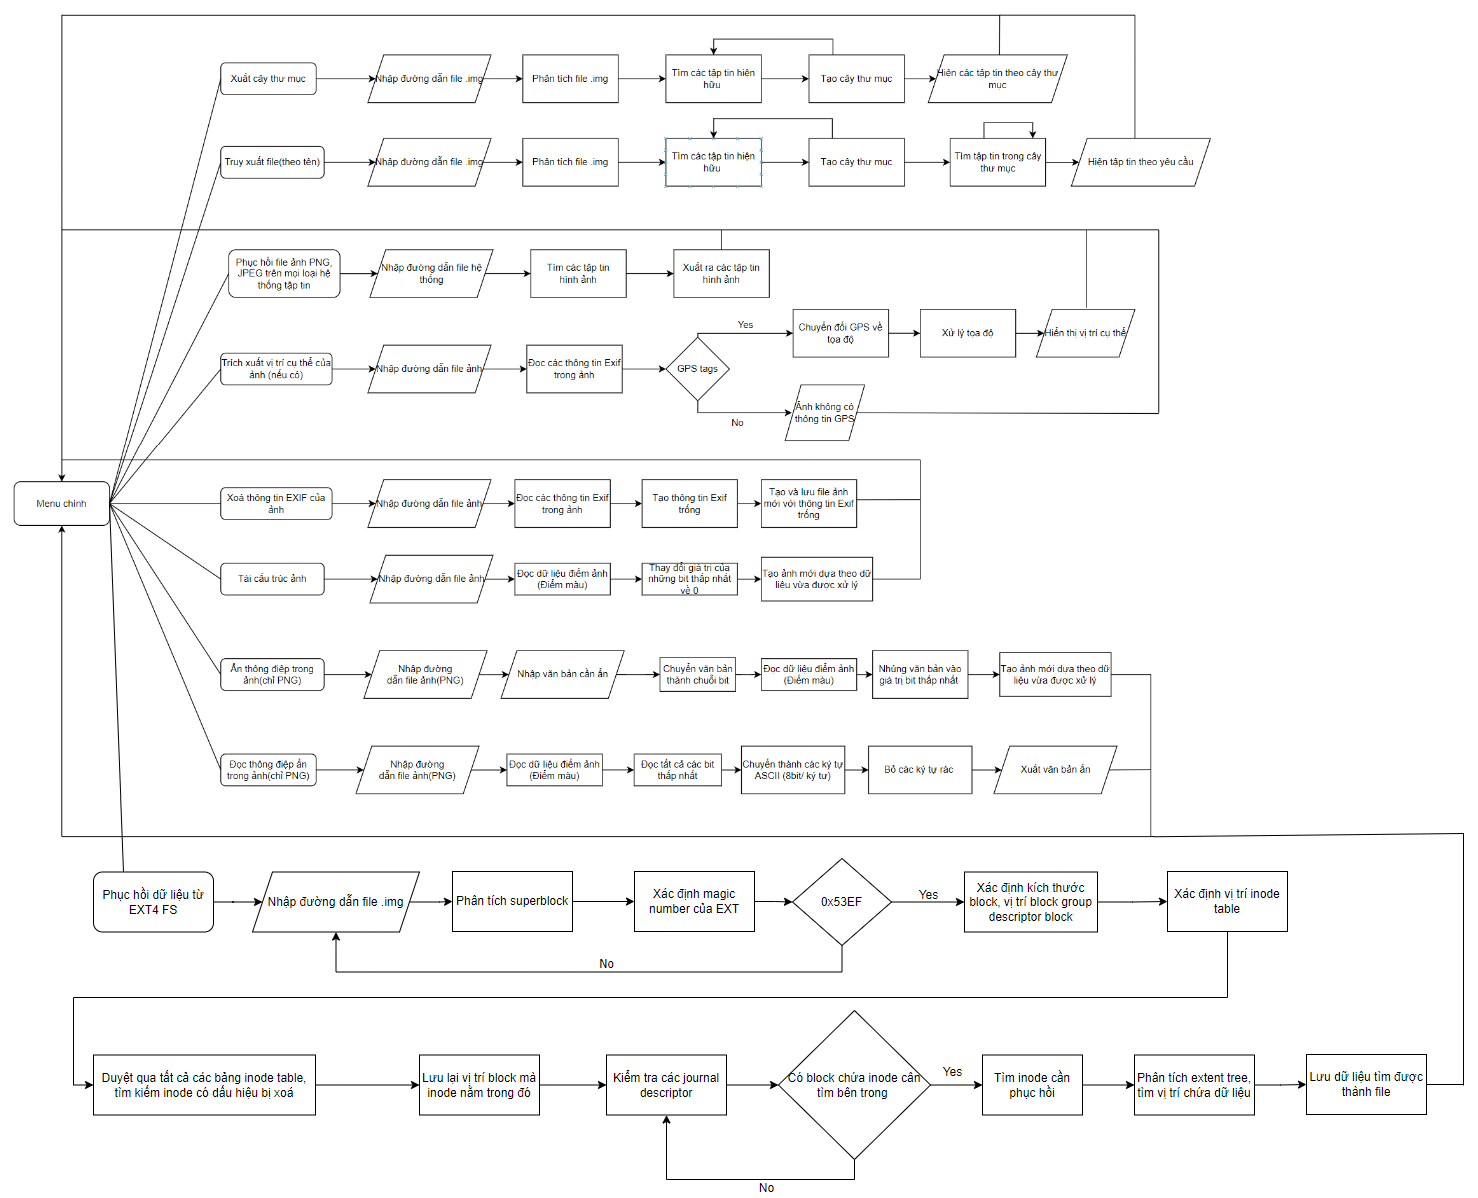 Xuất cây thư mục
Nhập đường dẫn file .img
Phân tích file .img
Tìm các tập tin hiện
hữu
Tạo cây thư mục
Hiện các tập tin theo cây thư
mục
Truy xuất file(theo tên)
Nhập đường dẫn file .img
Phân tích file .img
Tìm các tập tin hiện
hữu
Tạo cây thư mục
Tìm tập tin trong cây
thư mục
Hiện tập tin theo yêu cầu
Phục hồi file ảnh PNG,
JPEG trên mọi loại hệ
thống tập tin
Nhập đường dẫn file hệ
thống
Tìm các tập tin
hình ảnh
Xuất ra các tập tin
hình ảnh
Trích xuất vị trí cụ thể của
ảnh (nếu có)
Nhập đường dẫn file ảnh
Đọc các thông tin Exif
trong ảnh
GPS tags
Yes
Chuyển đổi GPS về
tọa độ
Xử lý tọa độ
Hiển thị vị trí cụ thể
No
Ảnh không có
thông tin GPS
Menu chính
Xoá thông tin EXIF của
ảnh
Nhập đường dẫn file ảnh
Đọc các thông tin Exif
trong ảnh
Tạo thông tin Exif
trống
Tạo và lưu file ảnh
mới với thông tin Exif
trống
Tái cấu trúc ảnh
Nhập đường dẫn file ảnh
Đọc dữ liệu điểm ảnh
(Điểm màu)
Thay đổi giá trị của
những bit thấp nhất
về 0
Tạo ảnh mới dựa theo dữ
liệu vừa được xử lý
Ẩn thông điệp trong
ảnh(chỉ PNG)
Nhập đường
dẫn file ảnh(PNG)
Nhập văn bản cần ẩn
Chuyển văn bản
thành chuỗi bit
Đọc dữ liệu điểm ảnh
(Điểm màu)
Nhúng văn bản vào
giá trị bit thấp nhất
Tạo ảnh mới dựa theo dữ
liệu vừa được xử lý
Đọc thông điệp ẩn
trong ảnh(chỉ PNG)
Nhập đường
dẫn file ảnh(PNG)
Đọc dữ liệu điểm ảnh
(Điểm màu)
Đọc tất cả các bit
thấp nhất
Chuyển thành các ký tự
ASCII (8bit/ ký tự)
Bỏ các ký tự rác
Xuất văn bản ẩn
Phục hồi dữ liệu từ
EXT4 FS
Nhập đường dẫn file .img
Phân tích superblock
Xác định magic
number của EXT
0x53EF
Yes
Xác định kích thước
block, vị trí block group
descriptor block
Xác định vị trí inode
table
No
Duyệt qua tất cả các bảng inode table,
tìm kiếm inode có dấu hiệu bị xoá
Lưu lại vị trí block mà
inode nằm trong đó
Kiểm tra các journal
descriptor
Có block chứa inode cần
tìm bên trong
Yes
Tìm inode cần
phục hồi
Phân tích extent tree,
tìm vị trí chứa dữ liệu
Lưu dữ liệu tìm được
thành file
No